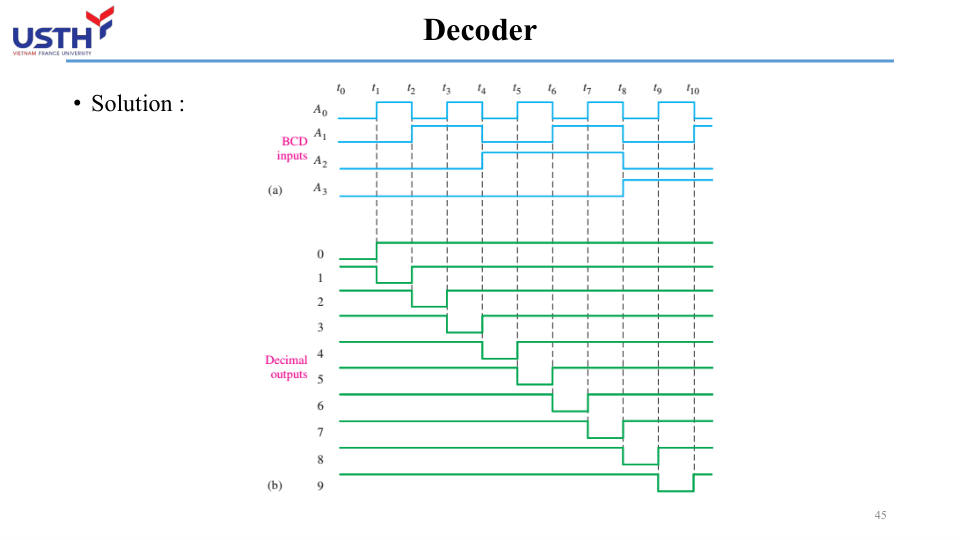 USTH
VIETNAM FRANCE UNIVERSITY
Decoder
• Solution :
t0 t1 t2 t3 t4 t5 t6 t7 t8 t9 t10
A0
A1
BCD
inputs
A2
(a)
A3
0
1
2
3
4
Decimal
outputs
5
6
7
8
(b)
9
45